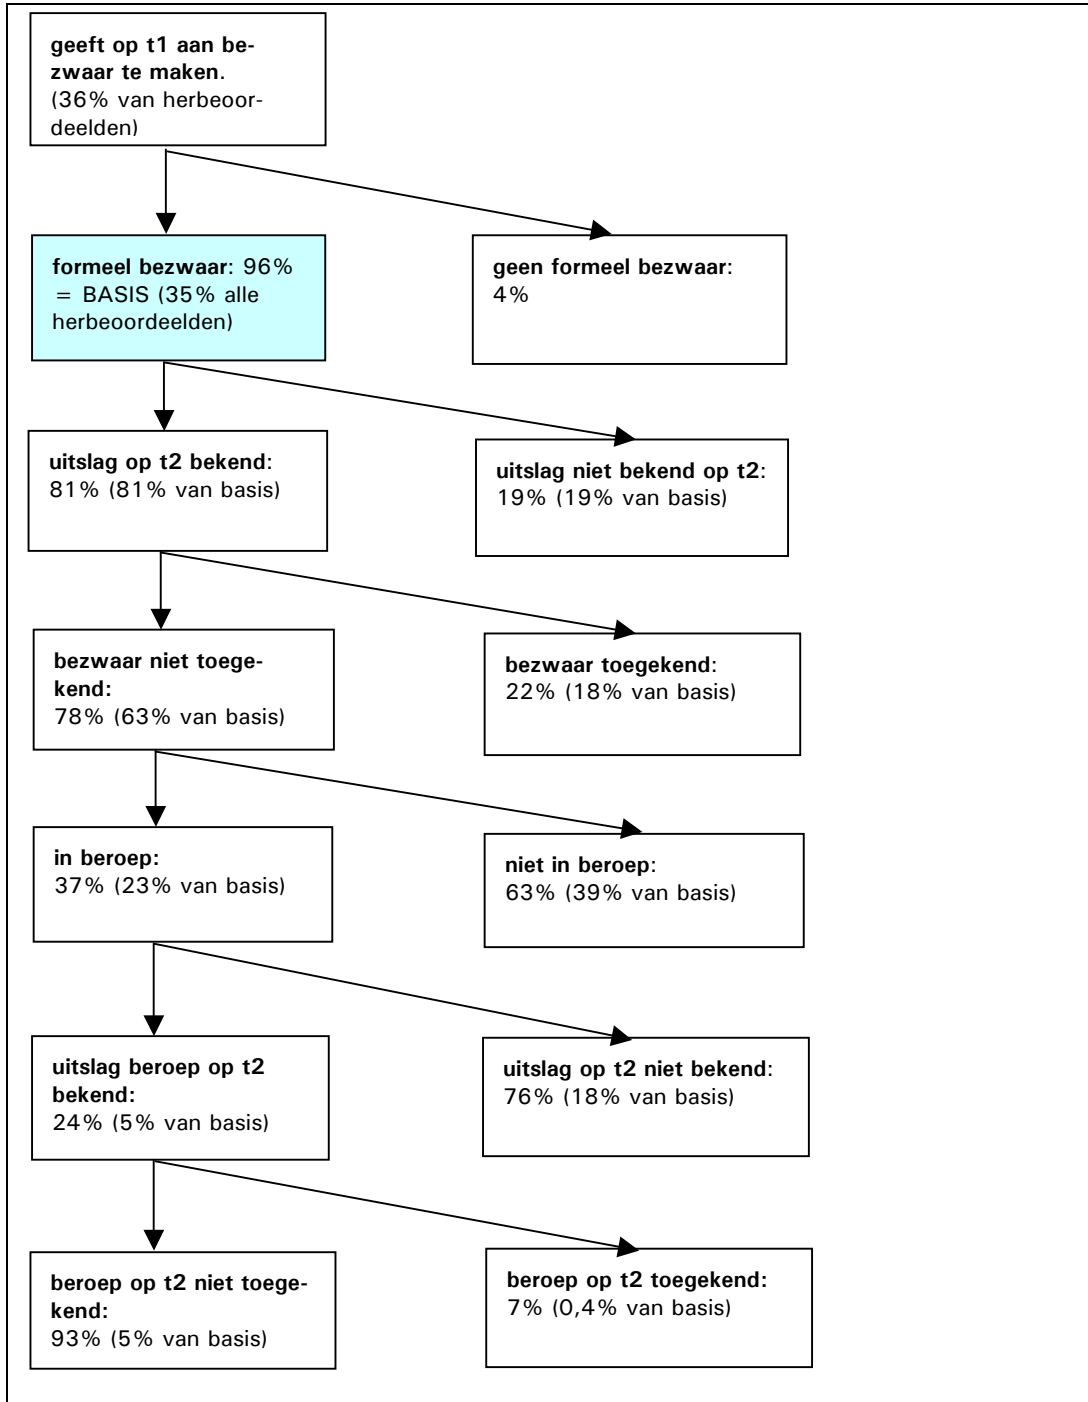 geeft op t1 aan be-
zwaar te maken.
(36% van herbeoor-
deelden)
formeel bezwaar: 96%
= BASIS (35% alle
herbeoordeelden)
geen formeel bezwaar:
4%
uitslag op t2 bekend:
81% (81% van basis)
uitslag niet bekend op t2:
19% (19% van basis)
bezwaar niet toege-
kend:
78% (63% van basis)
bezwaar toegekend:
22% (18% van basis)
in beroep:
37% (23% van basis)
niet in beroep:
63% (39% van basis)
uitslag beroep op t2
bekend:
24% (5% van basis)
uitslag op t2 niet bekend:
76% (18% van basis)
beroep op t2 niet toege-
kend:
93% (5% van basis)
beroep op t2 toegekend:
7% (0,4% van basis)